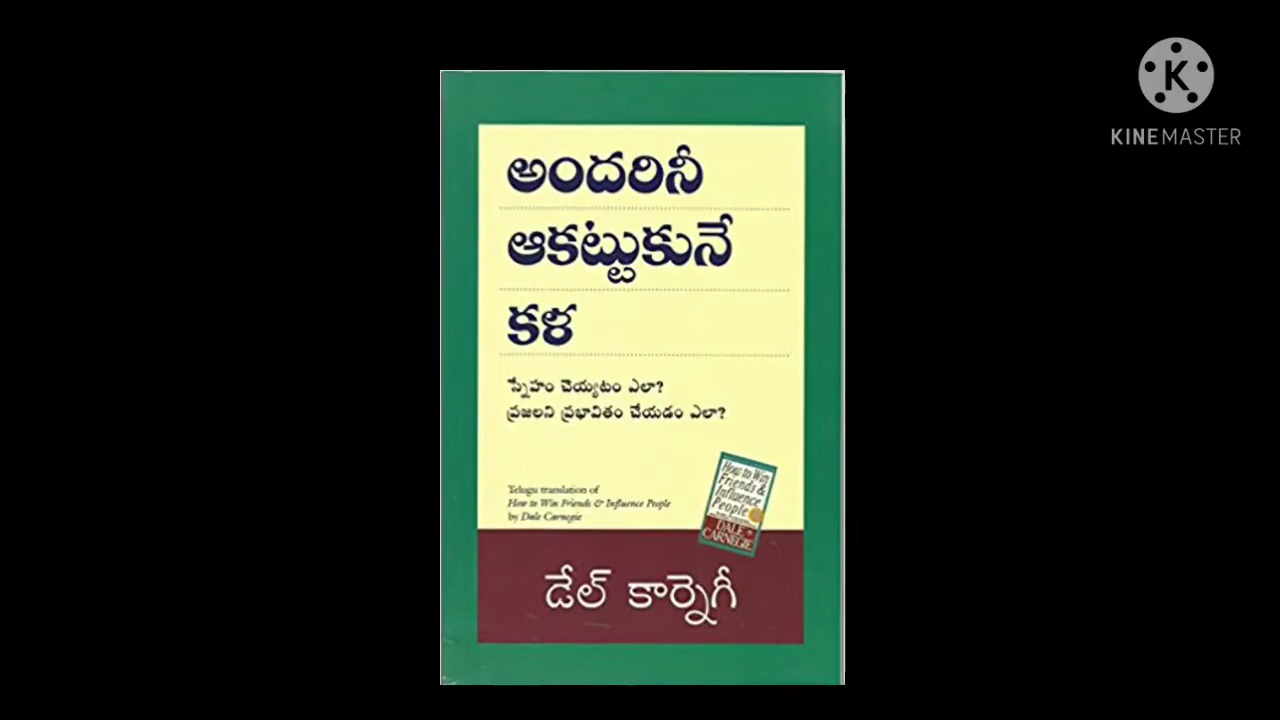 KINEMASTER
అందరినీ
ఆకట్టుకునే
కళ
స్నేహం చెయ్యటం ఎలా?
ప్రజలని ప్రభావితం చేయడం ఎలా?
Telugu translation of
How to Win Friends & Influence People
by Dale Carnegie
How to Win
Friends &
Influence
People
DALE
CARNEGIE
డేల్ కార్నెగీ